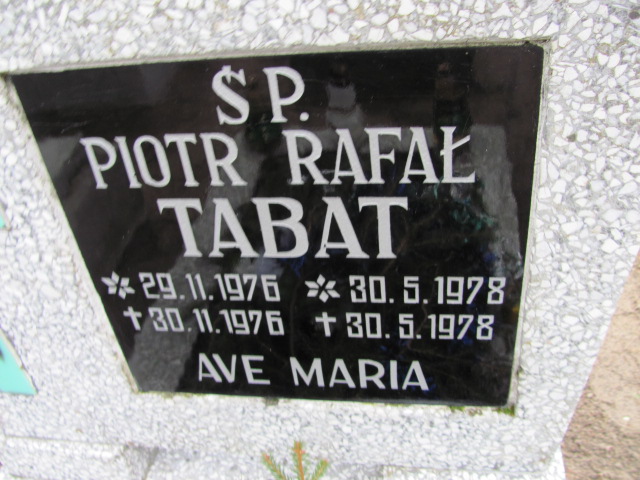 ŚP.
PIOTR RAFAŁ
TABAT
* 29.11.1976 * 30.5.1978
✝ 30.11.1976 ✝ 30.5.1978
AVE MARIA